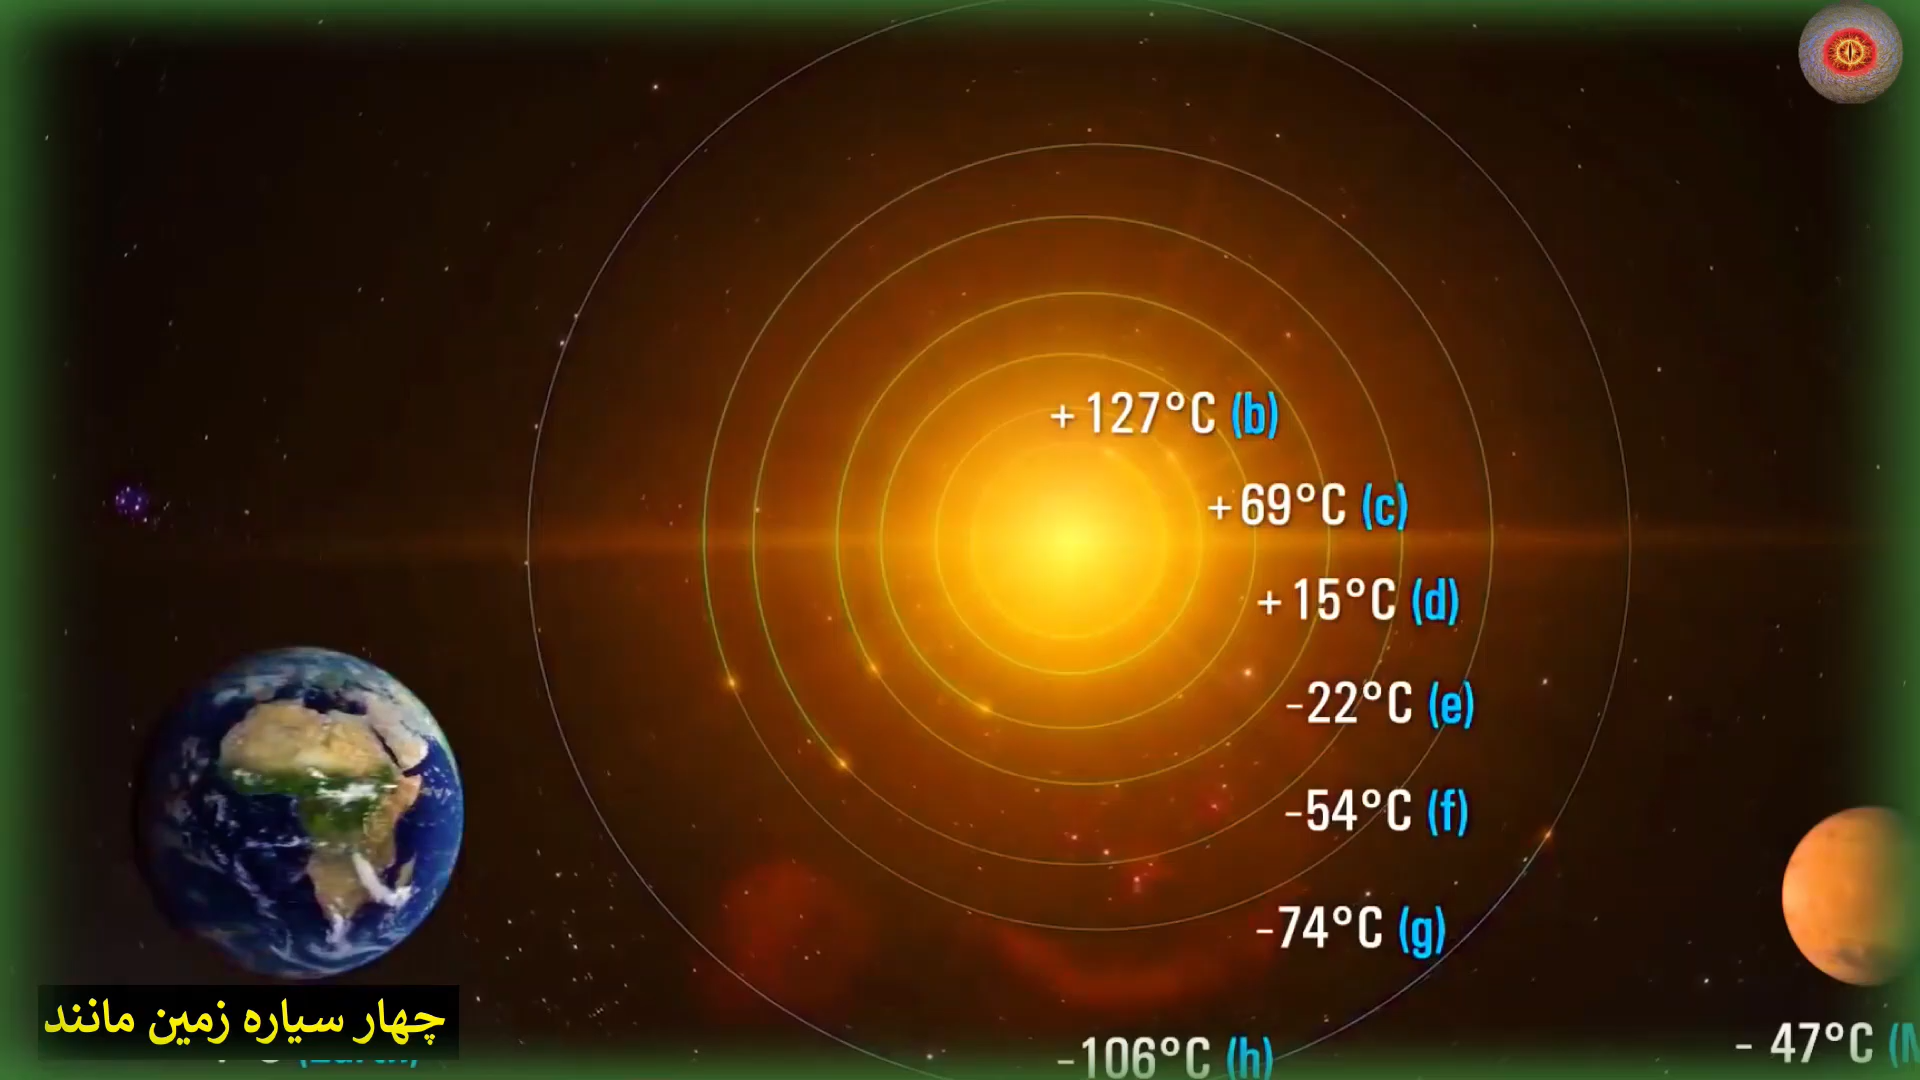 +127°C (b)
+69°C (c)
+15°C (d)
-22°C (e)
-54°C (f)
-74°C (g)
چهار سیاره زمین مانند
-106°C (h)
- 47°C